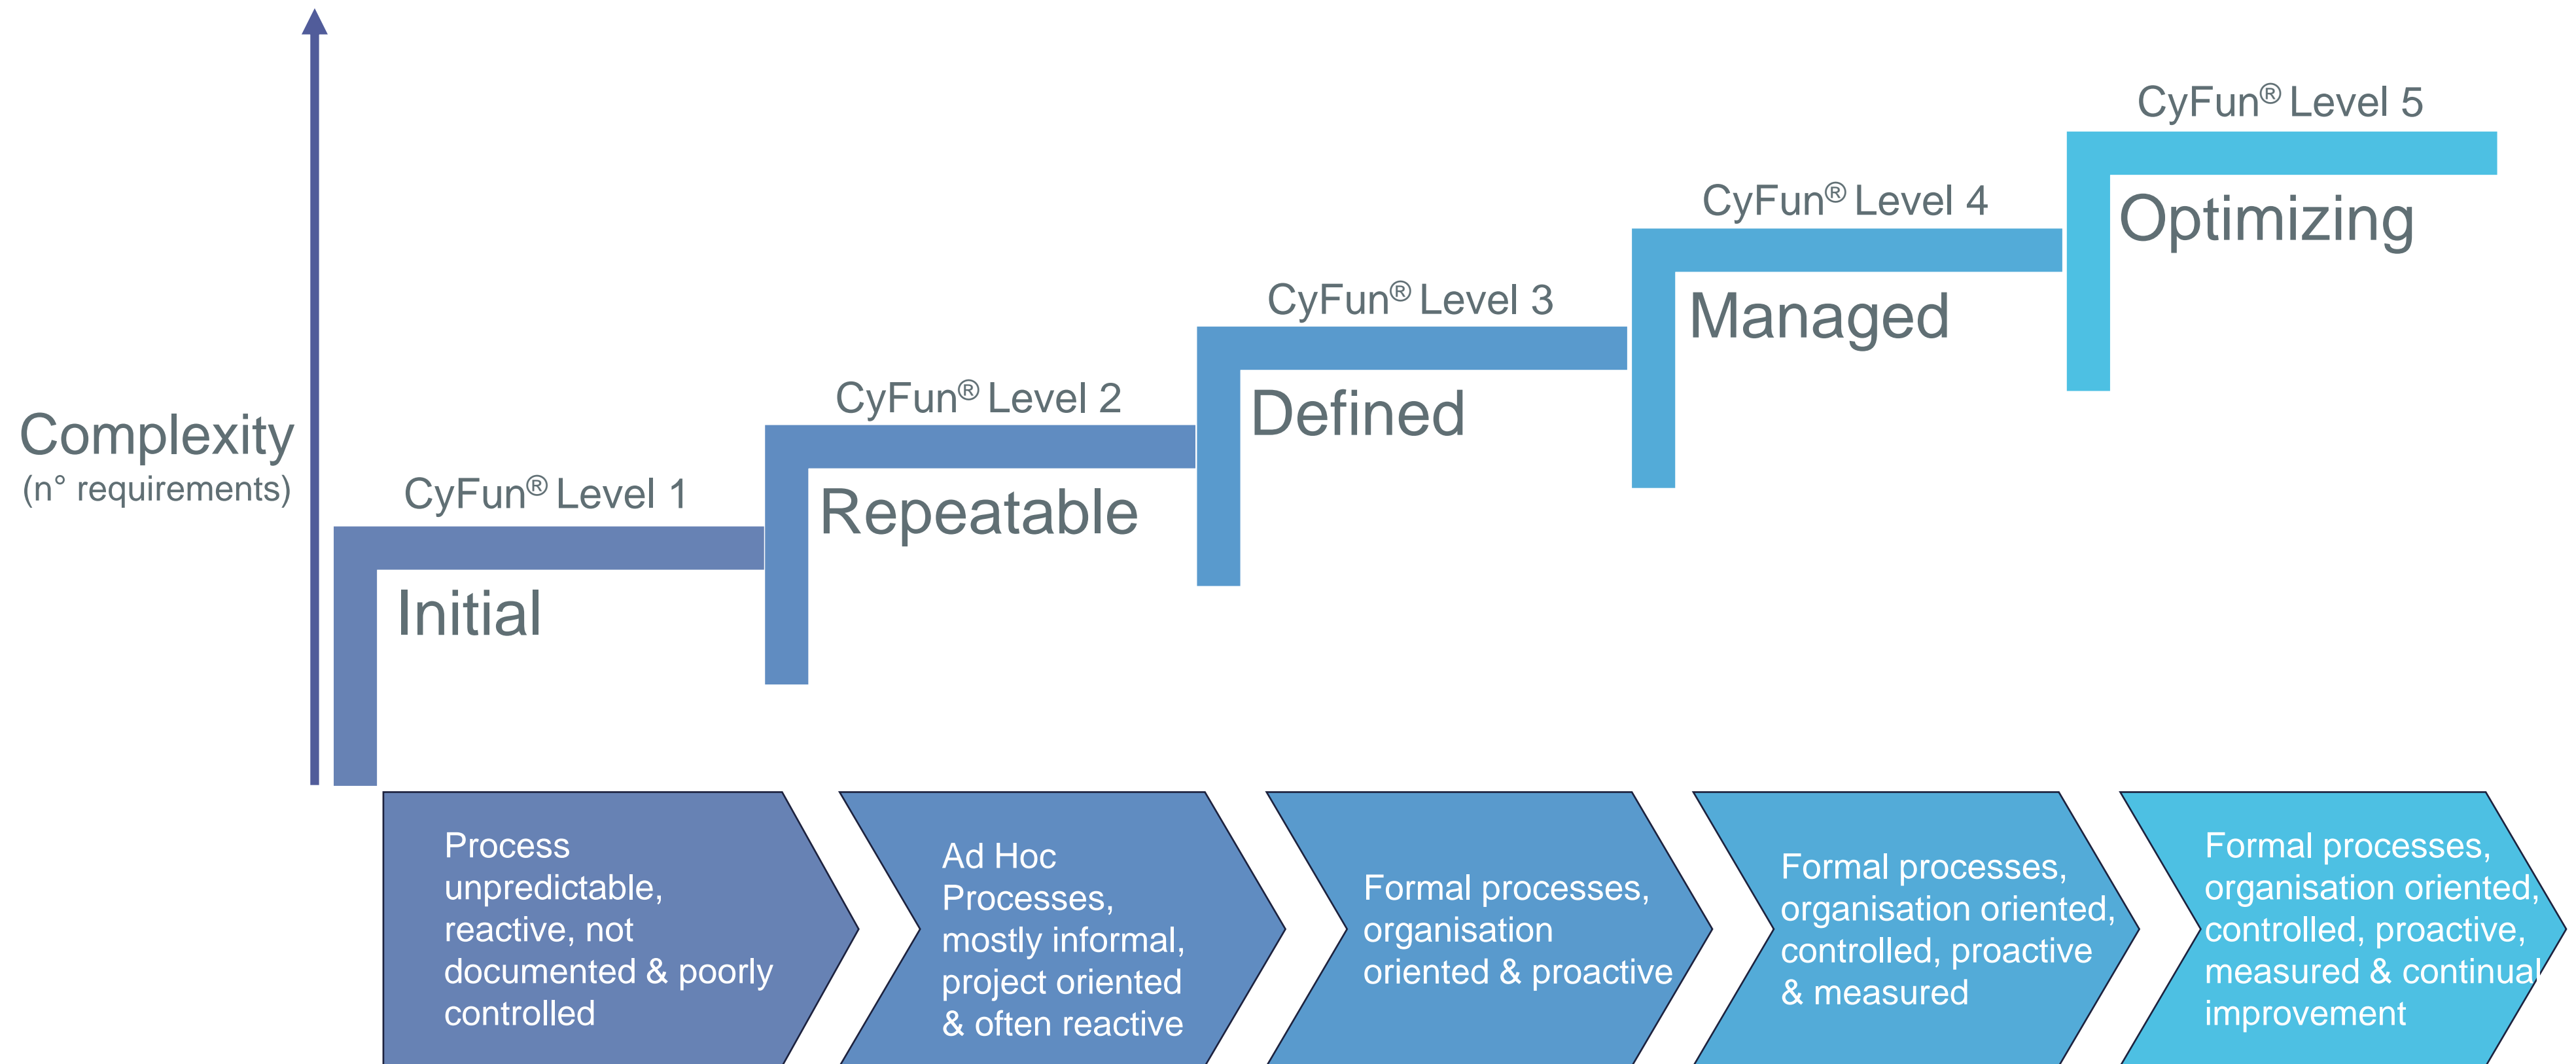 CyFun® Level 5
Optimizing
CyFun® Level 4
Managed
CyFun® Level 3
Defined
CyFun® Level 2
Repeatable
CyFun® Level 1
Initial
Complexity
(n° requirements)
Process
unpredictable,
reactive, not
documented & poorly
controlled
Ad Hoc
Processes,
mostly informal,
project oriented
& often reactive
Formal processes,
organisation
oriented & proactive
Formal processes,
organisation oriented,
controlled, proactive
& measured
Formal processes,
organisation oriented,
controlled, proactive,
measured & continual
improvement